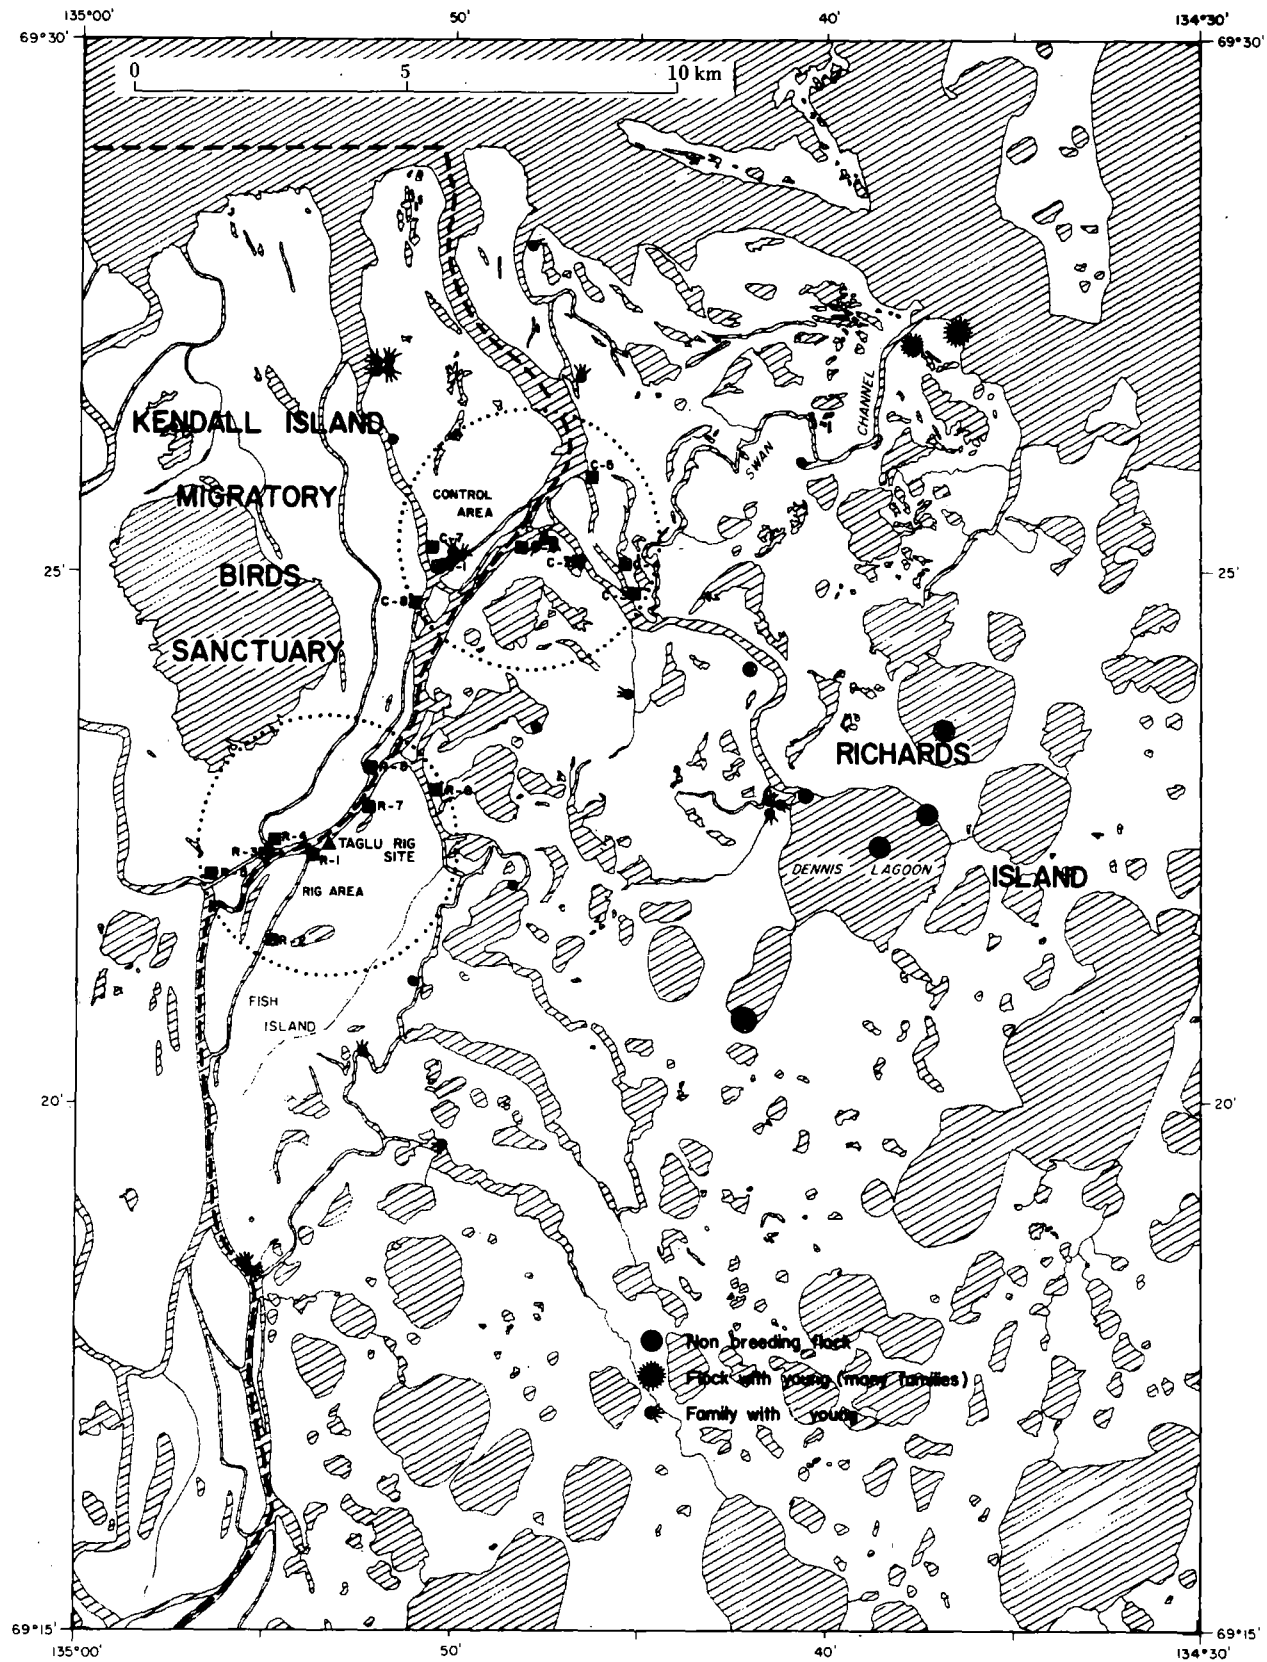 135°00' 50' 40' 134°30'
69°30' 69°30'
0 5 10 km
KENDALL ISLAND
MIGRATORY
BIRDS
SANCTUARY
CHANNEL
SWAN
CONTROL
AREA
C-7
25' 25'
RICHARDS
ISLAND
DENNIS LAGOON
R-7
R-4
TAGLU RIG
SITE
R-1
RIG AREA
R-2
FISH
ISLAND
20' 20'
Non breeding flock
Flock with young (many families)
Family with young
69°15' 69°15'
135°00' 50' 40' 134°30'